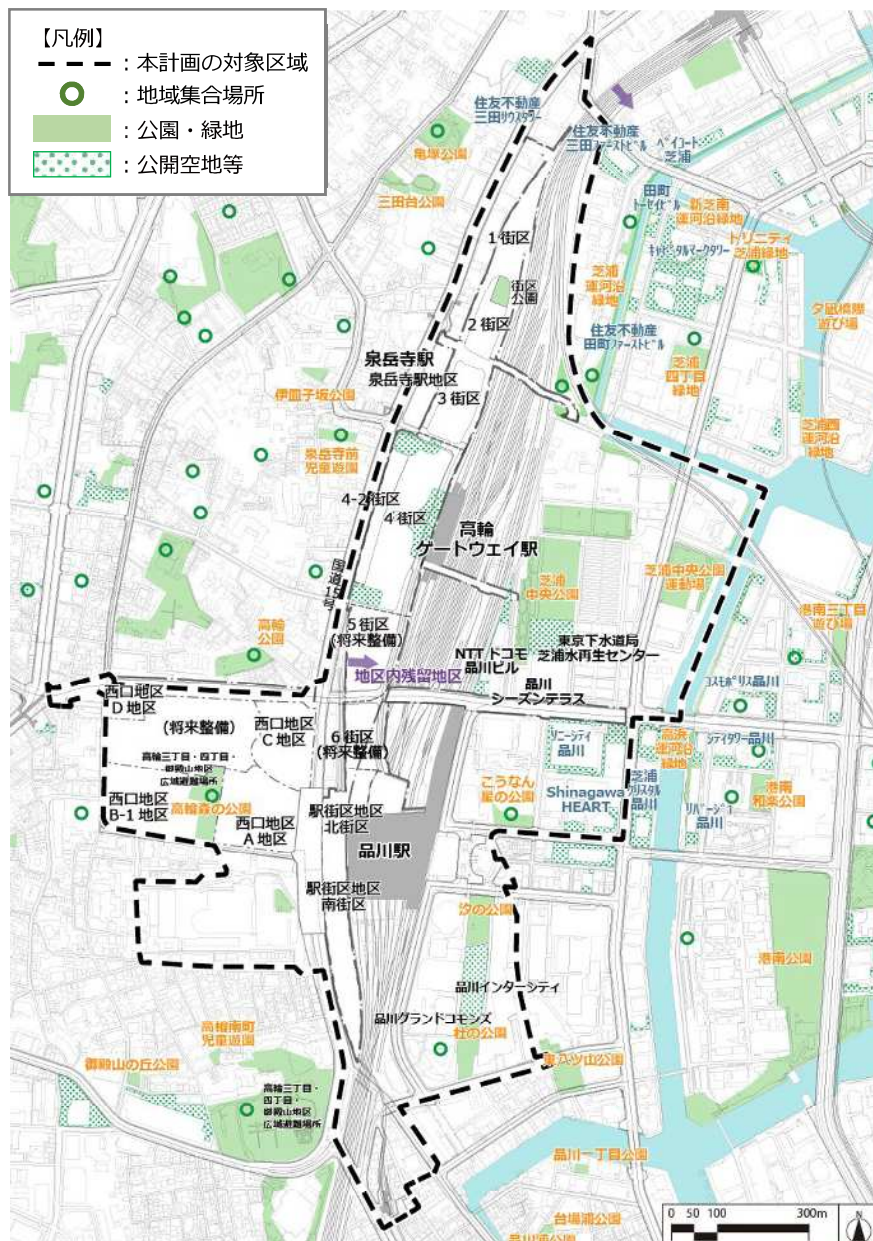 【凡例】
：本計画の対象区域
：地域集合場所
：公園・緑地
：公開空地等
住友不動産
三田サウスタワー
亀塚公園
三田台公園
住友不動産
三田ファーストビル
ベイコート
芝浦
田町
トーセイビル
新芝南
運河沿緑地
キャピタルマークタワー
トリニティ
芝浦緑地
芝浦
運河沿
緑地
夕凪橋際
遊び場
住友不動産
田町ファーストビル
芝浦
四丁目
緑地
1街区
街区
公園
2街区
泉岳寺駅
泉岳寺駅地区
3街区
伊皿子坂公園
泉岳寺前
児童遊園
運河沿
緑地
4-2街区
4街区
高輪
ゲートウェイ駅
国道15号
芝浦
中央公園
芝浦中央公園
運動場
港南三丁目
遊び場
高輪
公園
5街区
(将来整備)
地区内残留地区
NTTドコモ
品川ビル
東京下水道局
芝浦水再生センター
品川
シーズンテラス
コスモポリス品川
西口地区
D地区
(将来整備)
西口地区
C地区
6街区
(将来整備)
高輪三丁目・四丁目・
御殿山地区
広域避難場所
高輪森の公園
西口地区
B-1地区
西口地区
A地区
駅街区地区
北街区
品川駅
駅街区地区
南街区
品川
高浜
運河沿
緑地
シティタワー品川
こうなん
星の公園
Shinagawa
HEART
芝浦
クリスタル
品川
品川
港南
和楽公園
汐の公園
港南公園
品川インターシティ
品川グランドコモンズ
杜の公園
東八ツ山公園
高輪南町
児童遊園
御殿山の丘公園
高輪三丁目・
四丁目・
御殿山地区
広域避難場所
品川一丁目公園
台場浦公園
品川浦公園
0 50 100 300m
N